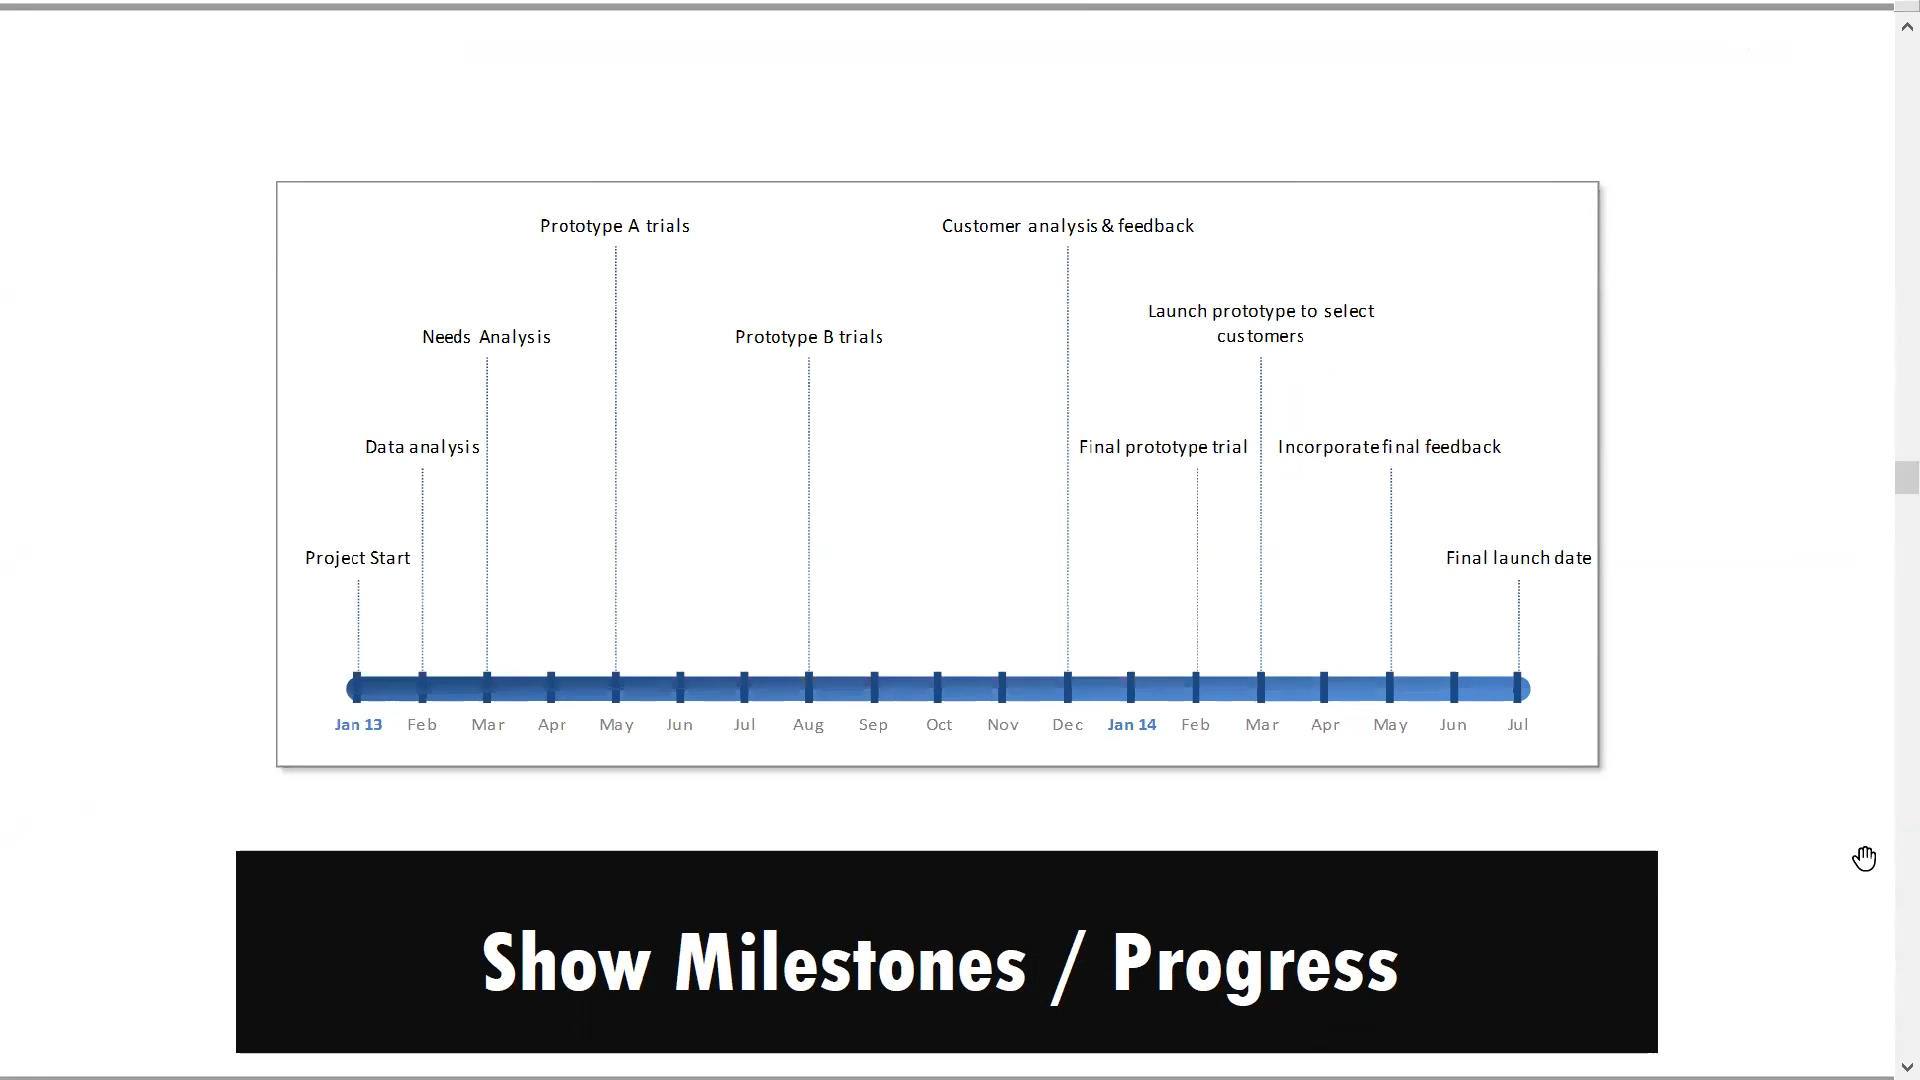 Prototype A trials
Customer analysis & feedback
Launch prototype to select
customers
Needs Analysis
Prototype B trials
Data analysis
Final prototype trial
Incorporate final feedback
Project Start
Final launch date
Jan 13 Feb Mar Apr May Jun Jul Aug Sep Oct Nov Dec Jan 14 Feb Mar Apr May Jun Jul
Show Milestones / Progress